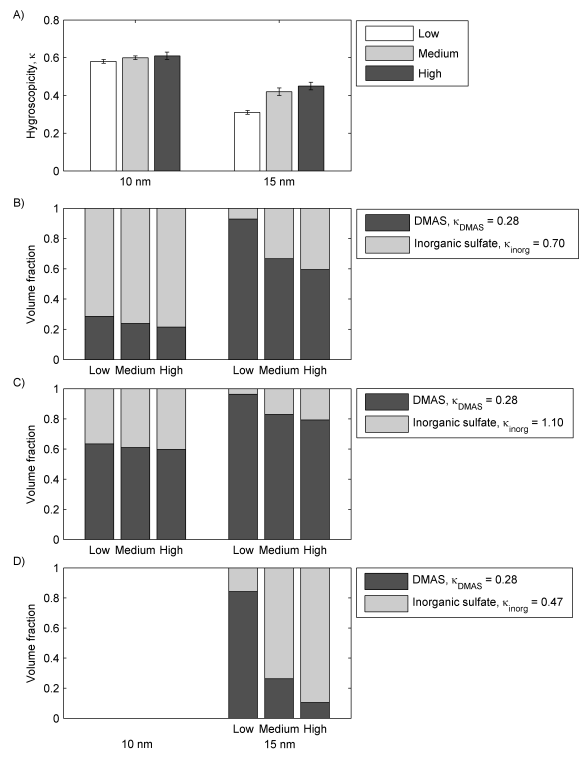 A)
0.8
0.6
0.4
0.2
0
Hygroscopicity, κ
10 nm
15 nm
Low
Medium
High
B)
1
0.8
0.6
0.4
0.2
0
Volume fraction
Low Medium High
Low Medium High
DMAS, κDMAS = 0.28
Inorganic sulfate, κinorg = 0.70
C)
1
0.8
0.6
0.4
0.2
0
Volume fraction
Low Medium High
Low Medium High
DMAS, κDMAS = 0.28
Inorganic sulfate, κinorg = 1.10
D)
1
0.8
0.6
0.4
0.2
0
Volume fraction
Low Medium High
10 nm
15 nm
DMAS, κDMAS = 0.28
Inorganic sulfate, κinorg = 0.47